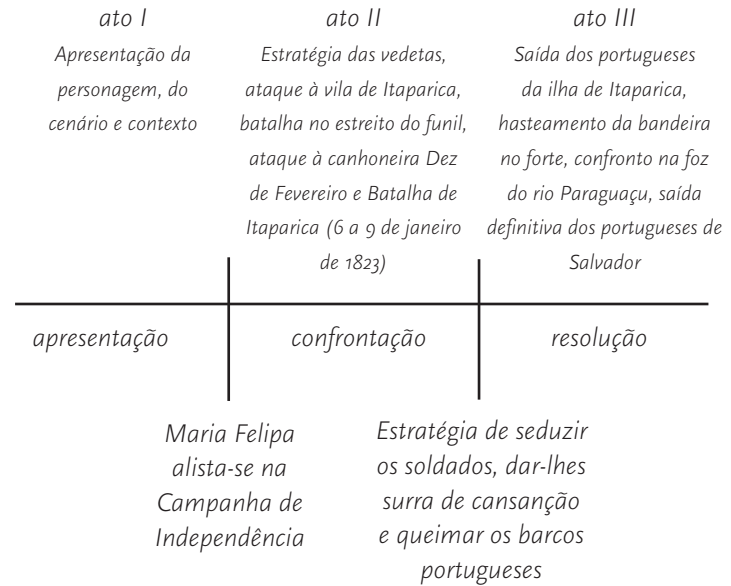 ato I
Apresentação da
personagem, do
cenário e contexto
ato II
Estratégia das vedetas,
ataque à vila de Itaparica,
batalha no estreito do funil,
ataque à canhoneira Dez
de Fevereiro e Batalha de
Itaparica (6 a 9 de janeiro
de 1823)
ato III
Saída dos portugueses
da ilha de Itaparica,
hasteamento da bandeira
no forte, confronto na foz
do rio Paraguaçu, saída
definitiva dos portugueses de
Salvador
apresentação
confrontação
resolução
Maria Felipa
alista-se na
Campanha de
Independência
Estratégia de seduzir
os soldados, dar-lhes
surra de cansanção
e queimar os barcos
portugueses